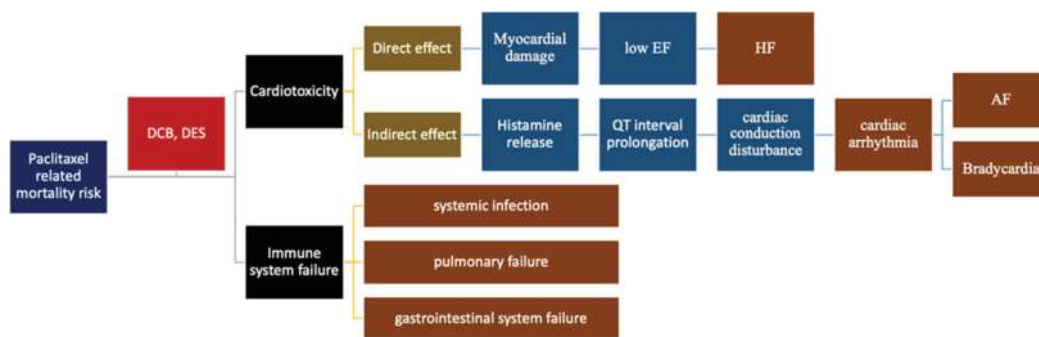 Paclitaxel
related
mortality risk
DCB, DES
Cardiotoxicity
Direct effect
Myocardial
damage
low EF
HF
Indirect effect
Histamine
release
QT interval
prolongation
cardiac
conduction
disturbance
cardiac
arrhythmia
AF
Bradycardia
Immune
system failure
systemic infection
pulmonary failure
gastrointestinal system failure